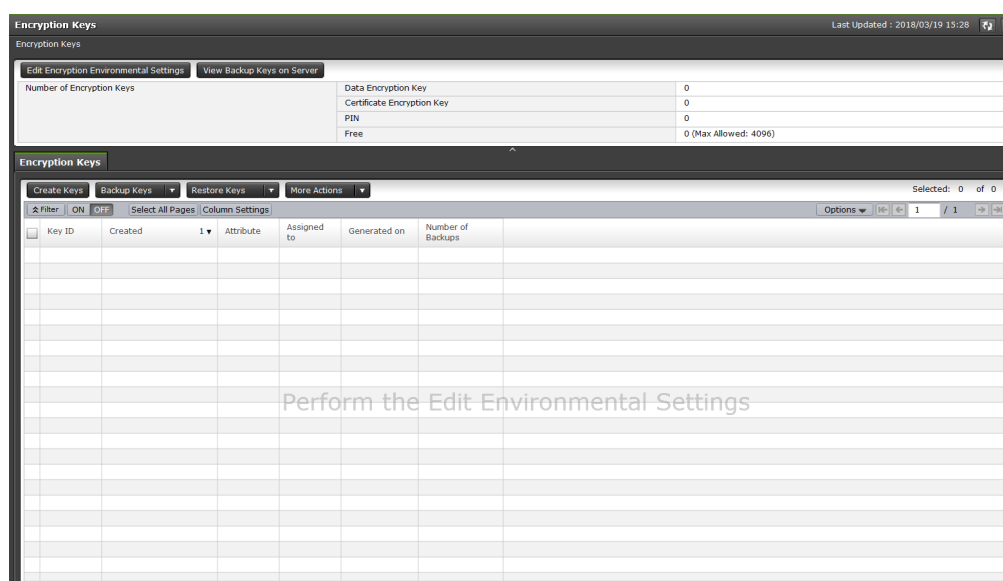 Encryption Keys
Last Updated : 2018/03/19 15:28
Encryption Keys
Edit Encryption Environmental Settings View Backup Keys on Server
Number of Encryption Keys Data Encryption Key 0
Certificate Encryption Key 0
PIN 0
Free 0 (Max Allowed: 4096)
Encryption Keys
Create Keys Backup Keys Restore Keys More Actions Selected: 0 of 0
Filter ON OFF Select All Pages Column Settings Options 1 / 1
Key ID Created 1 Attribute Assigned to Generated on Number of Backups
Perform the Edit Environmental Settings